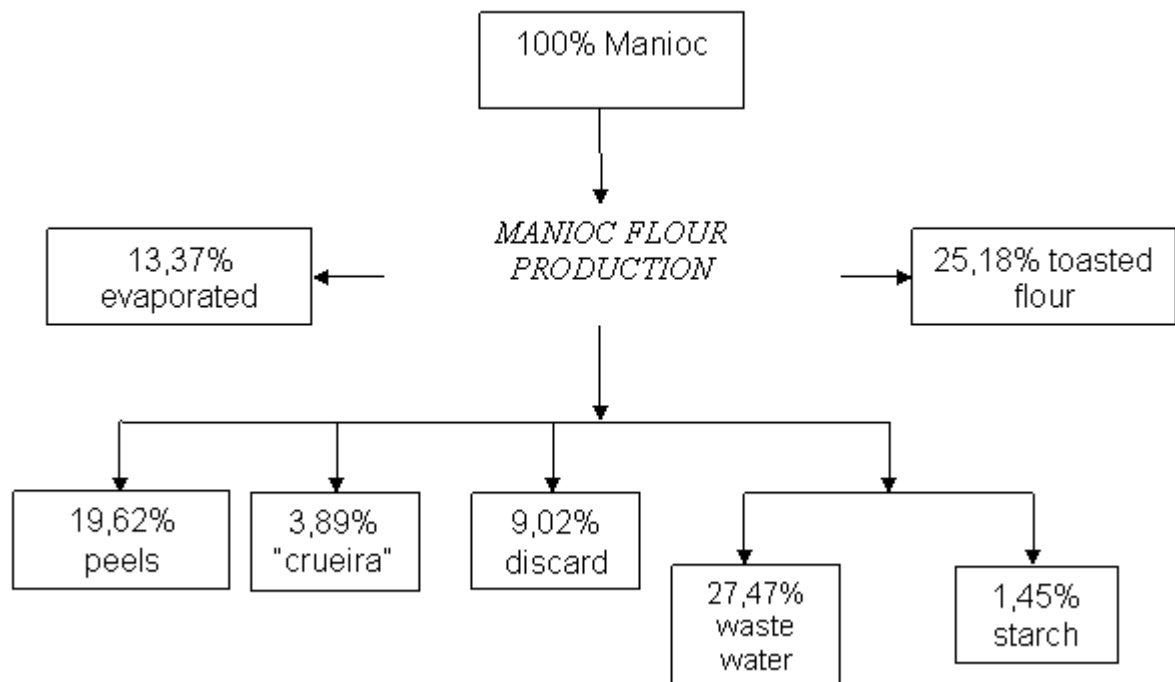 100% Manioc
MANIOC FLOUR
PRODUCTION
13,37%
evaporated
25,18% toasted
flour
19,62%
peels
3,89%
"crueira"
9,02%
discard
27,47%
waste
water
1,45%
starch